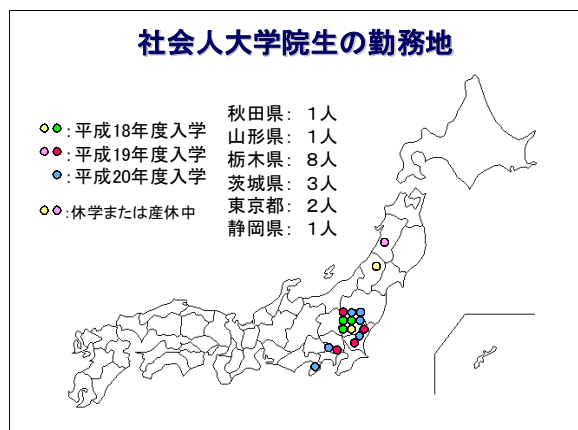 社会人大学院生の勤務地
：平成18年度入学
：平成19年度入学
：平成20年度入学
：休学または産休中
秋田県： 1人
山形県： 1人
栃木県： 8人
茨城県： 3人
東京都： 2人
静岡県： 1人